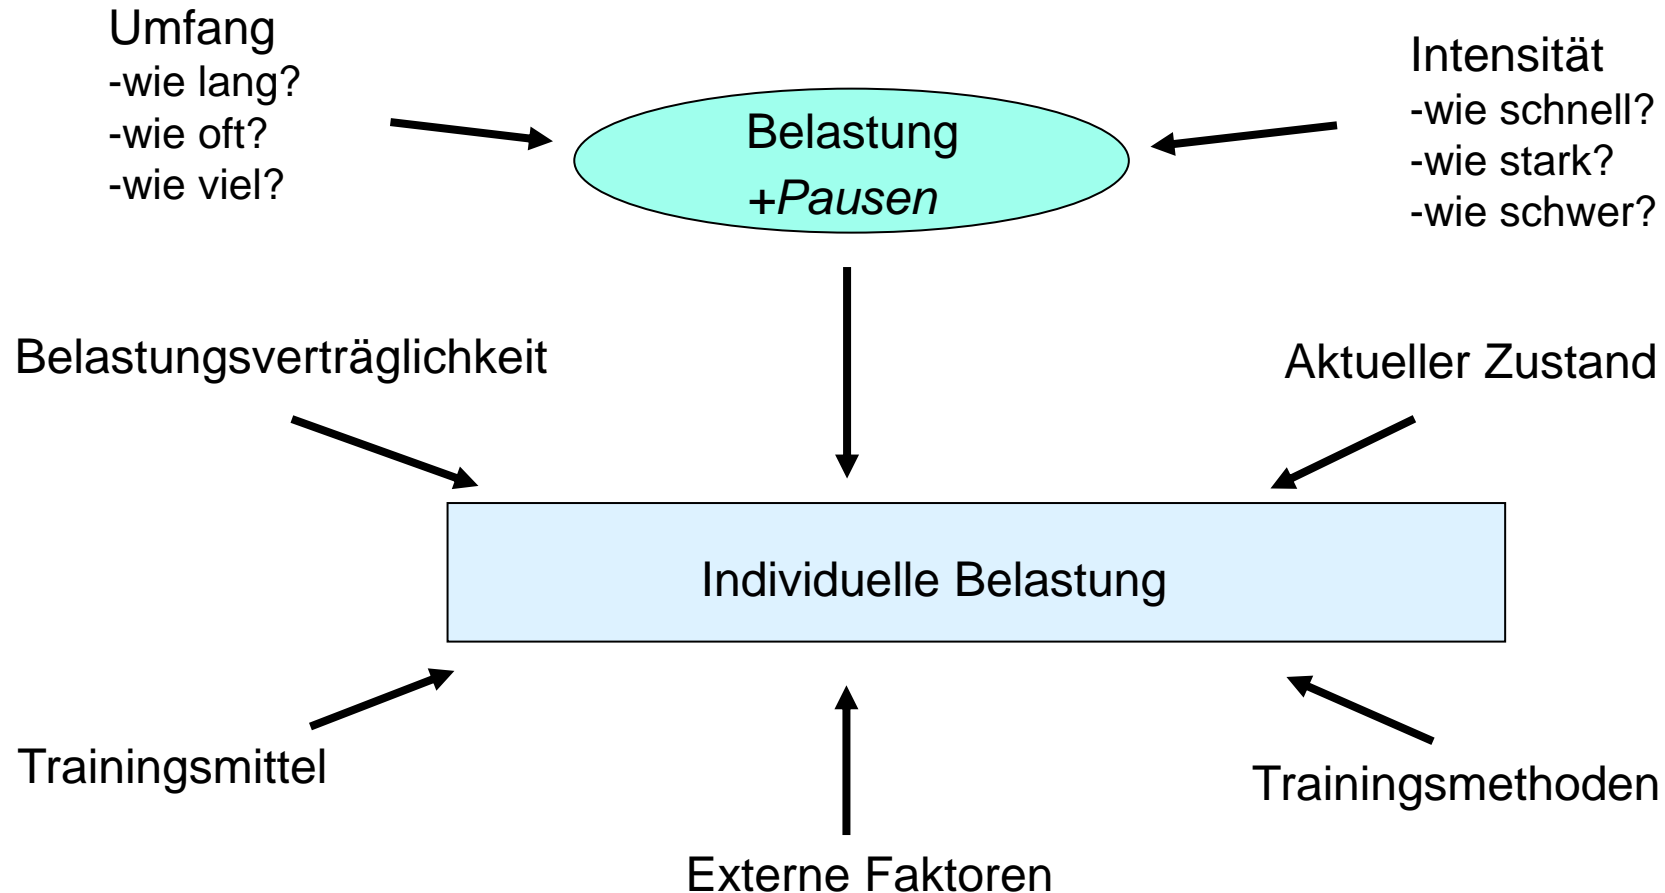 Umfang
-wie lang?
-wie oft?
-wie viel?
Belastung
+Pausen
Intensität
-wie schnell?
-wie stark?
-wie schwer?
Belastungsverträglichkeit
Aktueller Zustand
Individuelle Belastung
Trainingsmittel
Trainingsmethoden
Externe Faktoren